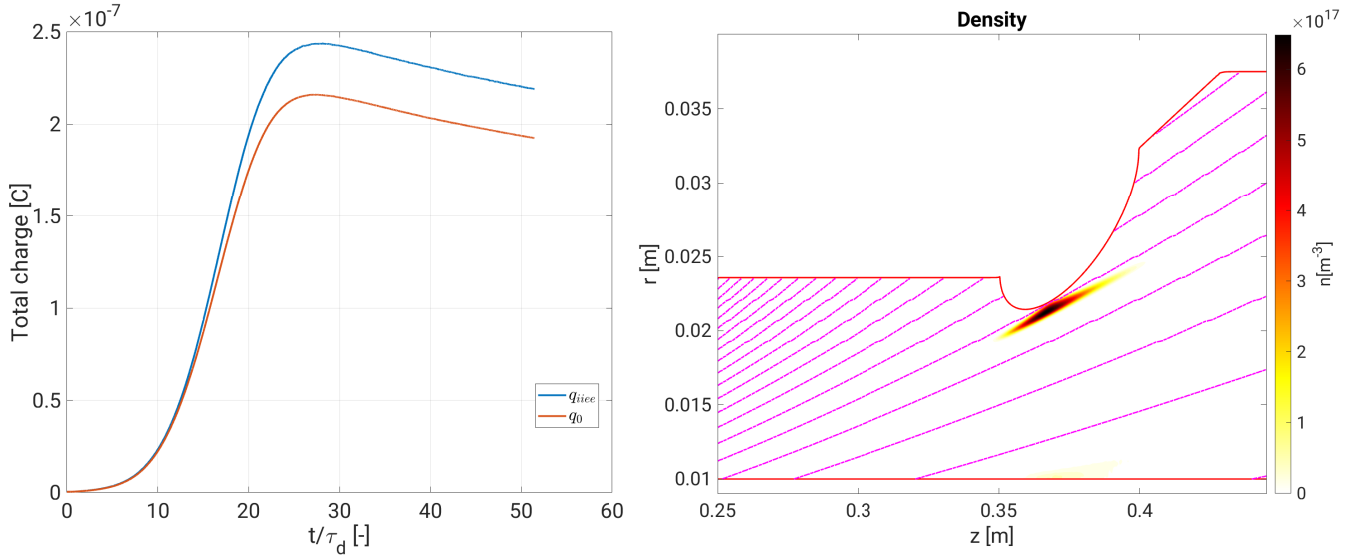 ×10⁻⁷
2.5
2
1.5
1
0.5
0
Total charge [C]
0 10 20 30 40 50 60
t/τ_d [-]
q_iiee
q_0
Density
0.035
0.03
0.025
0.02
0.015
0.01
r [m]
0.25 0.3 0.35 0.4
z [m]
×10¹⁷
6
5
4
3
2
1
0
n[m⁻³]